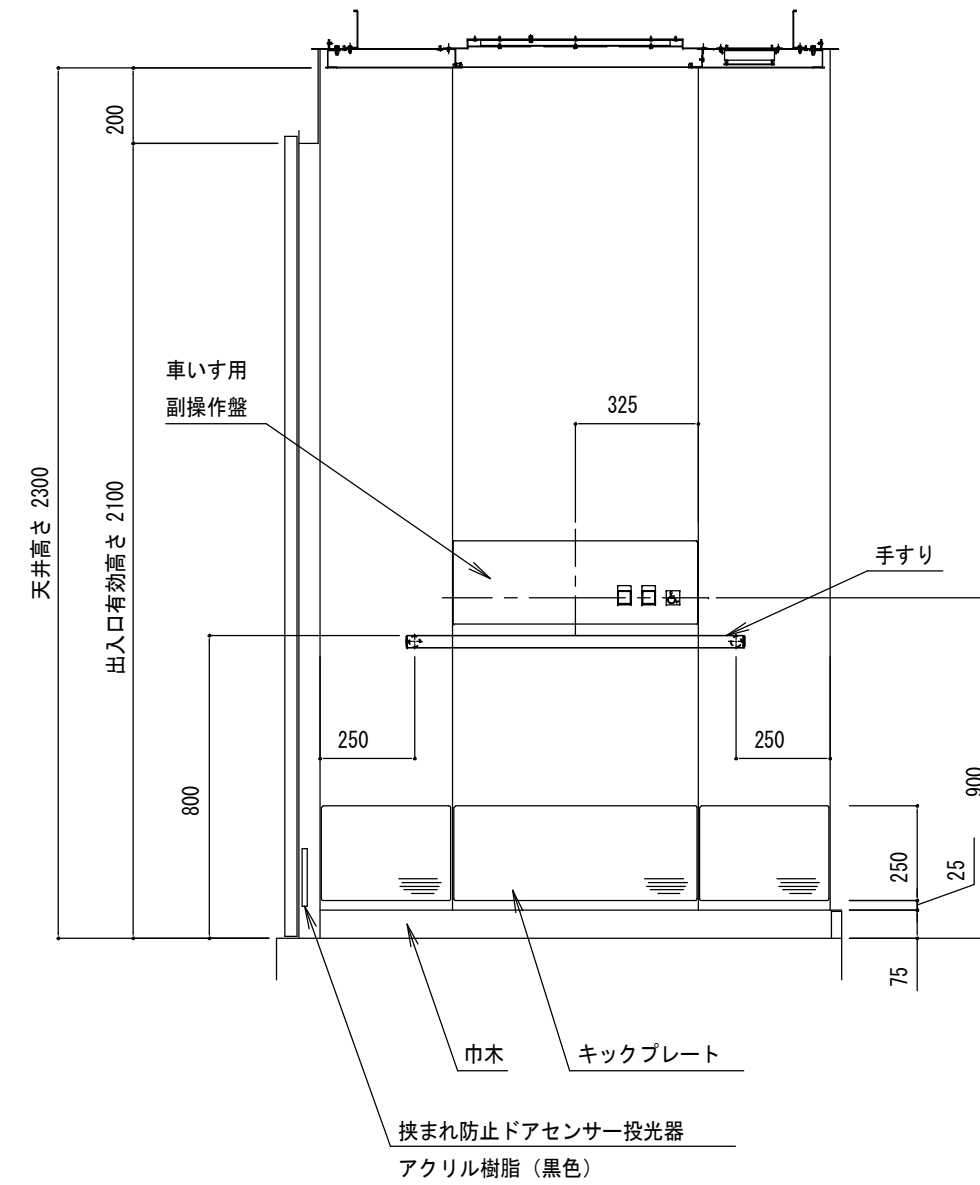 200
天井高さ 2300
出入口有効高さ 2100
車いす用
副操作盤
325
手すり
250
250
800
900
250
25
75
巾木
キックプレート
挟まれ防止ドアセンサー投光器
アクリル樹脂（黒色）